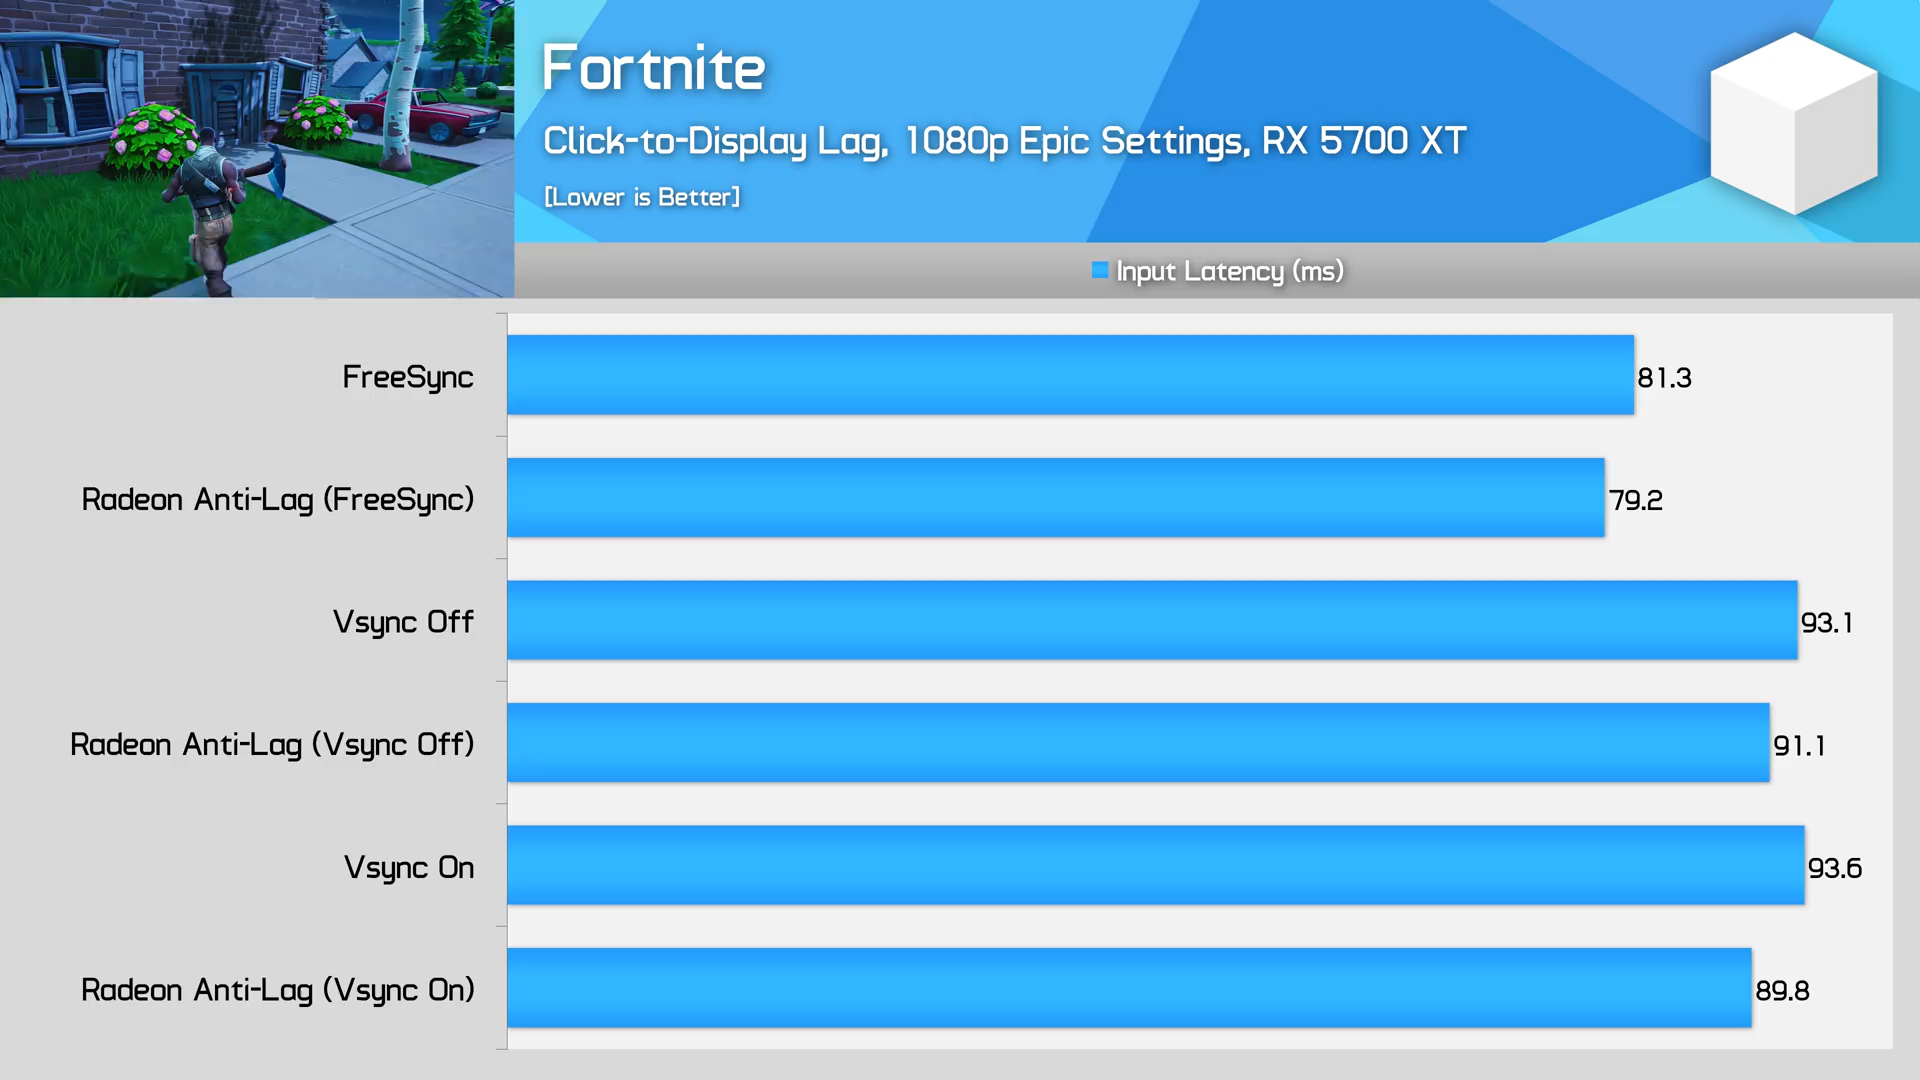 Fortnite
Click-to-Display Lag, 1080p Epic Settings, RX 5700 XT
[Lower is Better]
Input Latency (ms)
FreeSync 81.3
Radeon Anti-Lag (FreeSync) 79.2
Vsync Off 93.1
Radeon Anti-Lag (Vsync Off) 91.1
Vsync On 93.6
Radeon Anti-Lag (Vsync On) 89.8